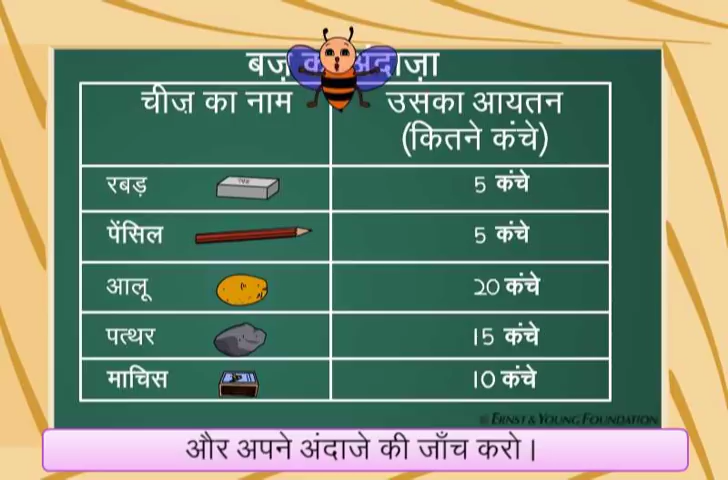 बज़ का अंदाज़ा
चीज़ का नाम उसका आयतन
(कितने कंचे)
रबड़ 5 कंचे
पेंसिल 5 कंचे
आलू 20 कंचे
पत्थर 15 कंचे
माचिस 10 कंचे
© ERNST & YOUNG FOUNDATION
और अपने अंदाजे की जाँच करो।